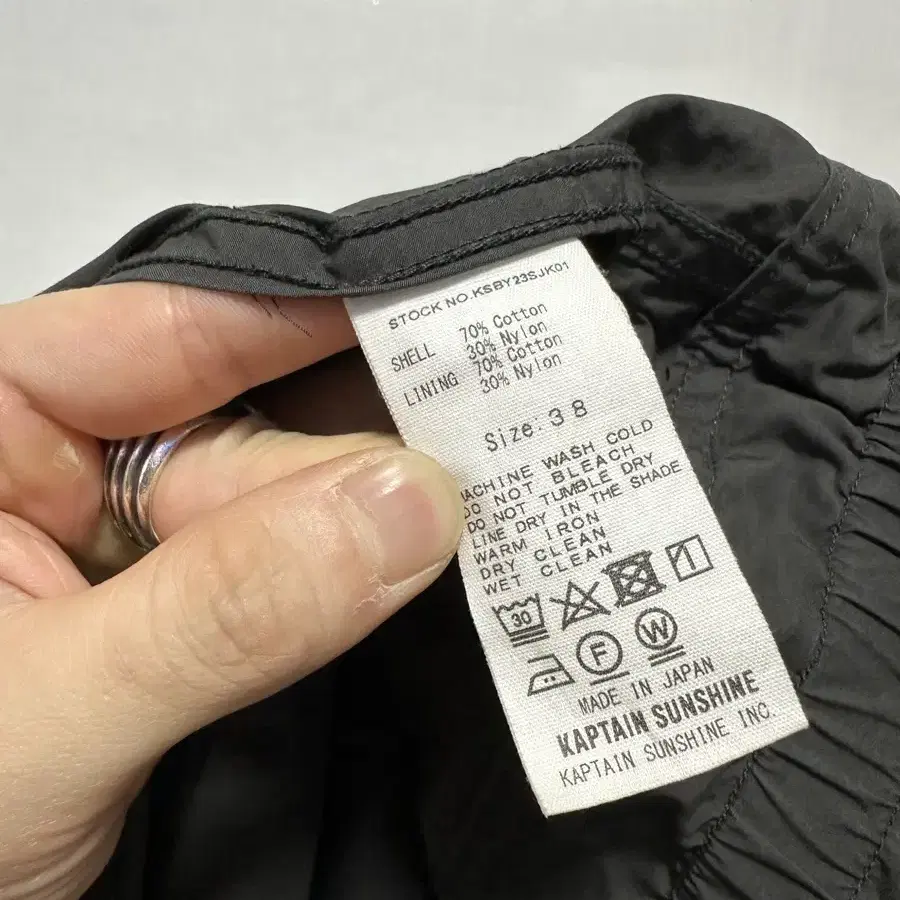 STOCK NO.KSBY23SJK01
SHELL 70% Cotton
30% Nylon
LINING 70% Cotton
30% Nylon
Size:38
MACHINE WASH COLD
DO NOT BLEACH
DO NOT TUMBLE DRY
LINE DRY IN THE SHADE
WARM IRON
DRY CLEAN
WET CLEAN
30
F W
MADE IN JAPAN
KAPTAIN SUNSHINE
KAPTAIN SUNSHINE INC.